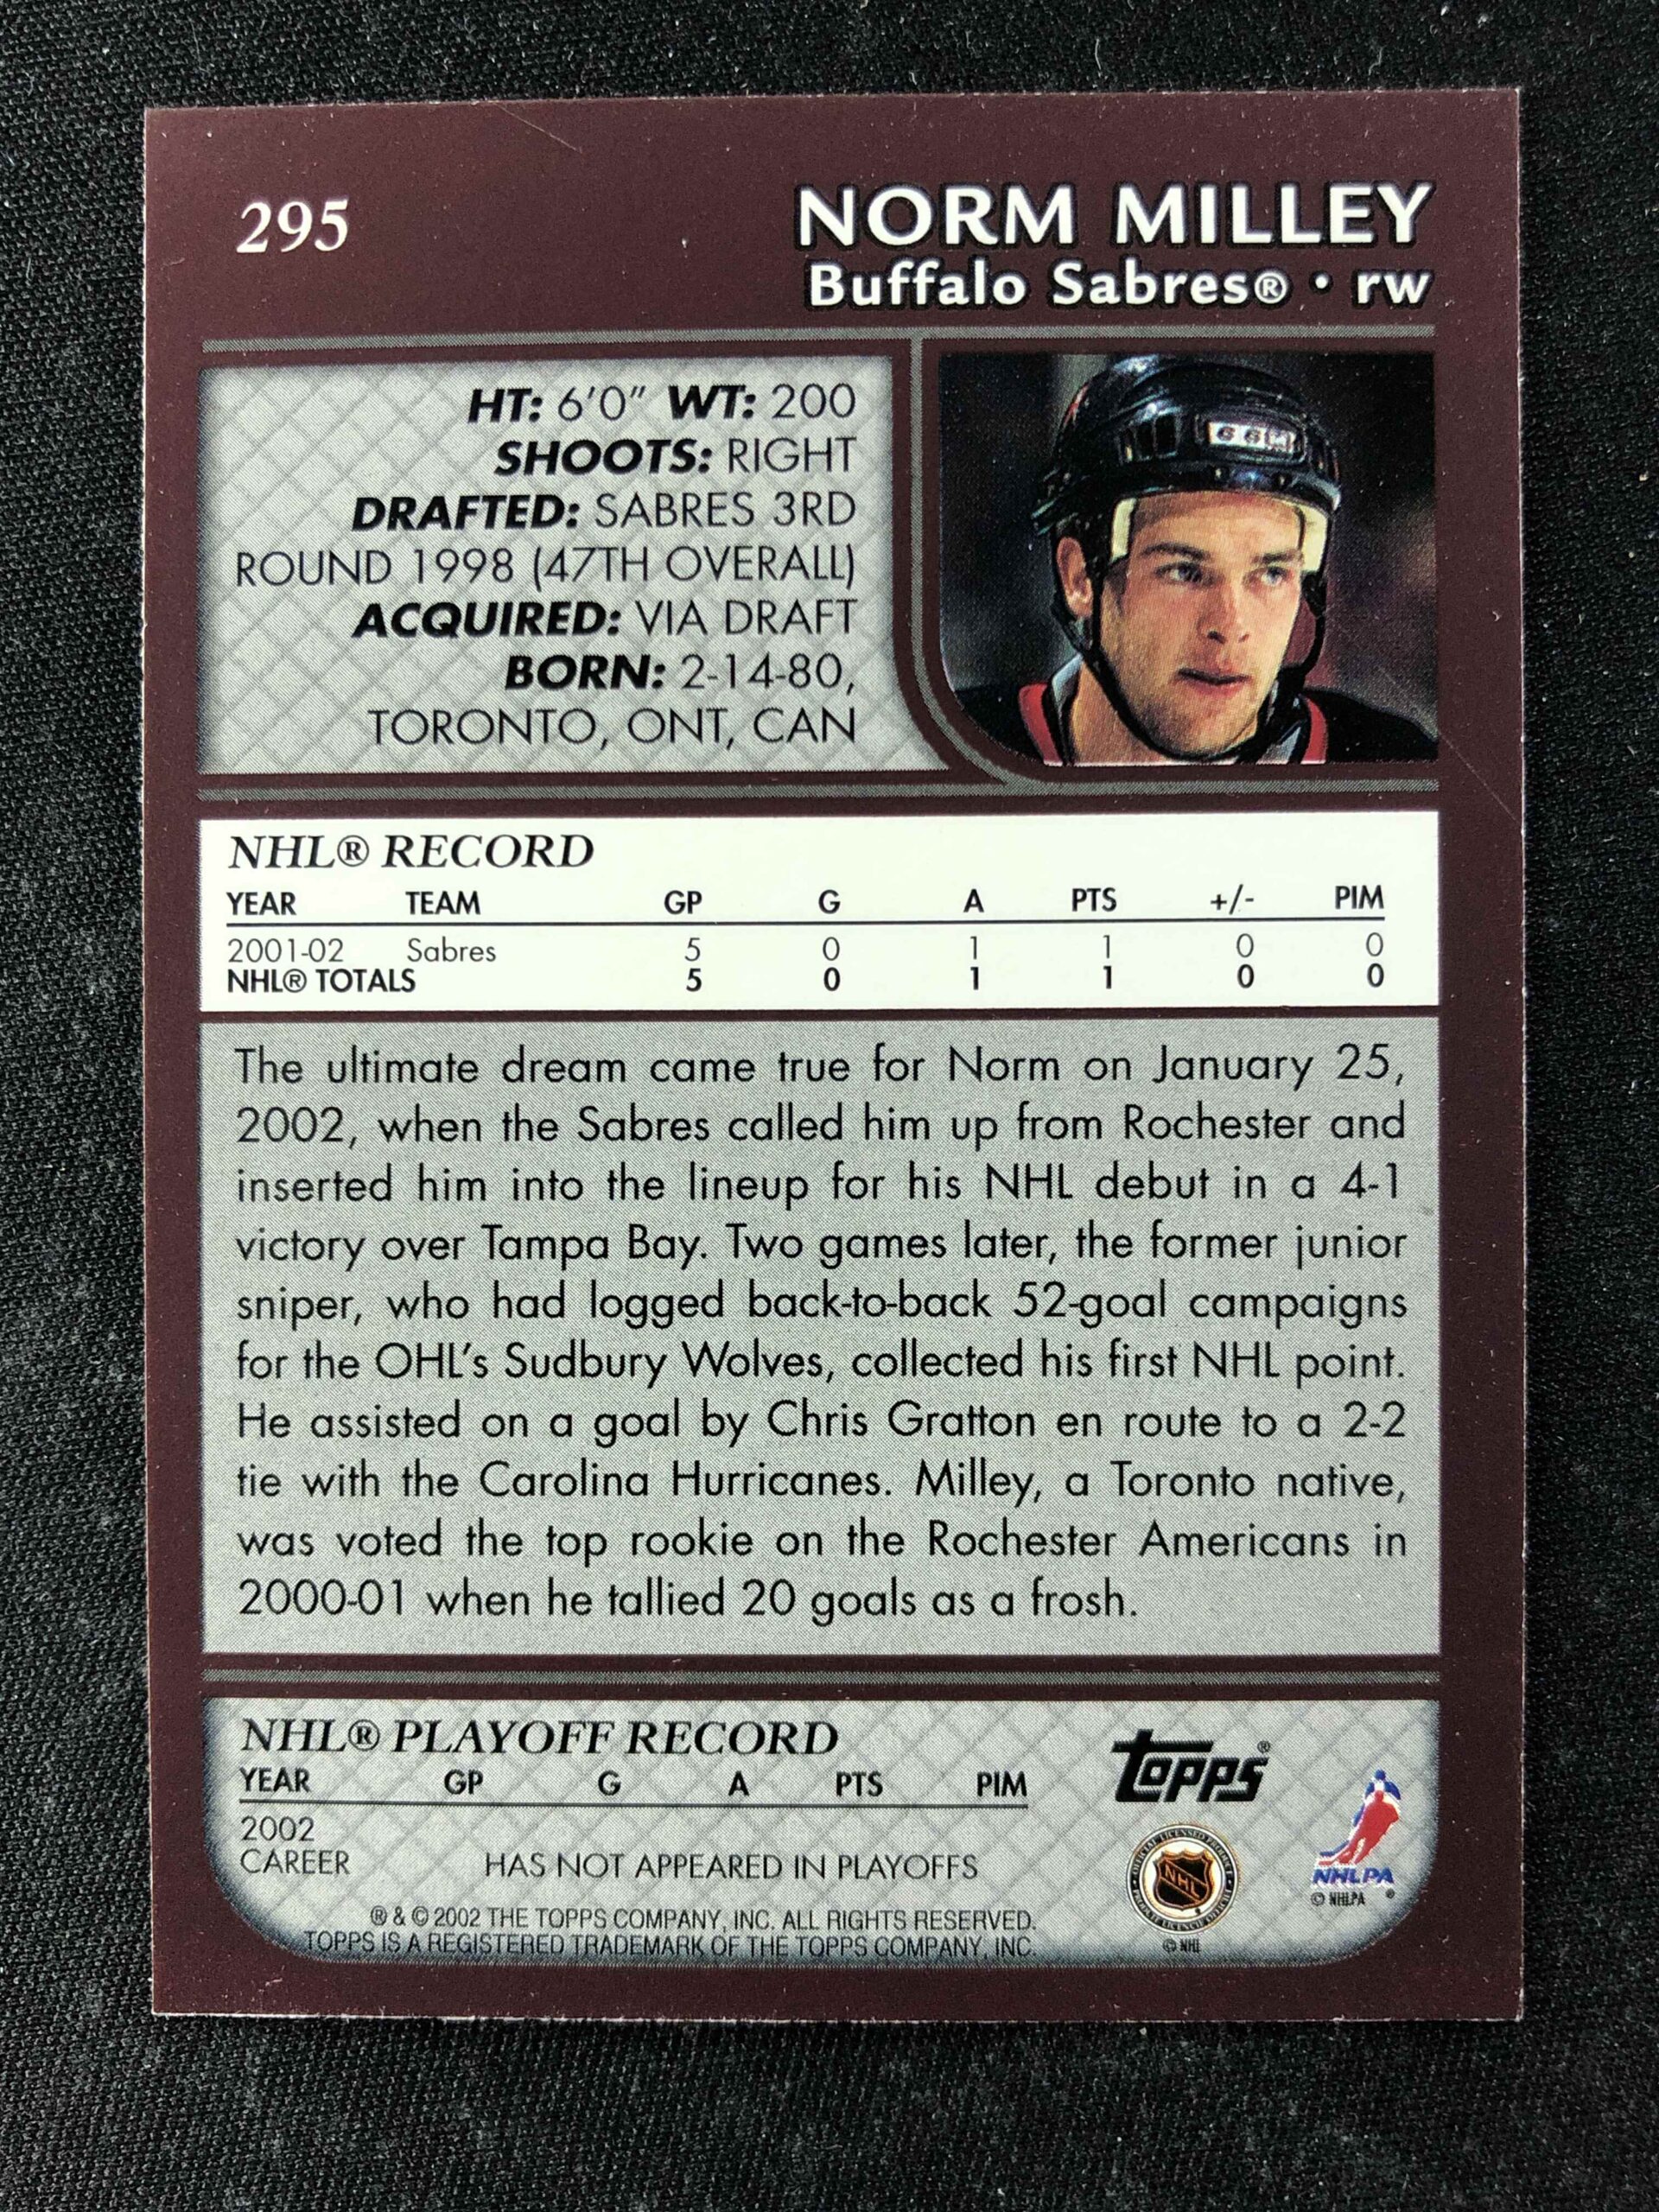 295
NORM MILLEY
Buffalo Sabres® • rw
HT: 6'0" WT: 200
SHOOTS: RIGHT
DRAFTED: SABRES 3RD
ROUND 1998 (47TH OVERALL)
ACQUIRED: VIA DRAFT
BORN: 2-14-80,
TORONTO, ONT, CAN
CCM
NHL® RECORD
YEAR TEAM GP G A PTS +/- PIM
2001-02 Sabres 5 0 1 1 0 0
NHL® TOTALS 5 0 1 1 0 0
The ultimate dream came true for Norm on January 25,
2002, when the Sabres called him up from Rochester and
inserted him into the lineup for his NHL debut in a 4-1
victory over Tampa Bay. Two games later, the former junior
sniper, who had logged back-to-back 52-goal campaigns
for the OHL's Sudbury Wolves, collected his first NHL point.
He assisted on a goal by Chris Gratton en route to a 2-2
tie with the Carolina Hurricanes. Milley, a Toronto native,
was voted the top rookie on the Rochester Americans in
2000-01 when he tallied 20 goals as a frosh.
NHL® PLAYOFF RECORD
YEAR GP G A PTS PIM
2002
CAREER HAS NOT APPEARED IN PLAYOFFS
® & © 2002 THE TOPPS COMPANY, INC. ALL RIGHTS RESERVED.
TOPPS IS A REGISTERED TRADEMARK OF THE TOPPS COMPANY, INC.
Topps®
NHL
© NHL
NHLPA
© NHLPA ®